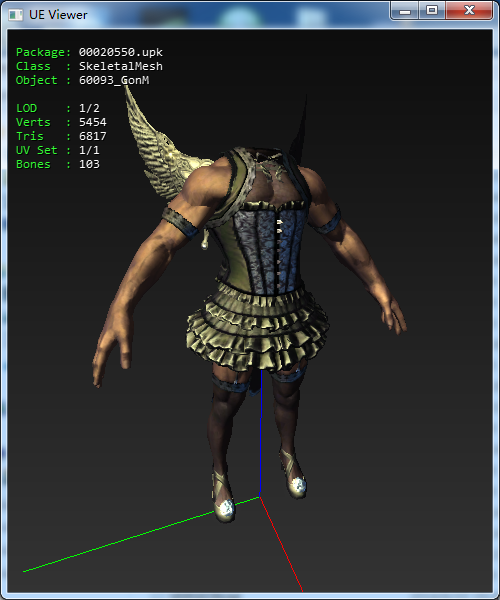 UE Viewer
Package: 00020550.upk
Class  : SkeletalMesh
Object : 60093_GonM
LOD    : 1/2
Verts  : 5454
Tris   : 6817
UV Set : 1/1
Bones  : 103